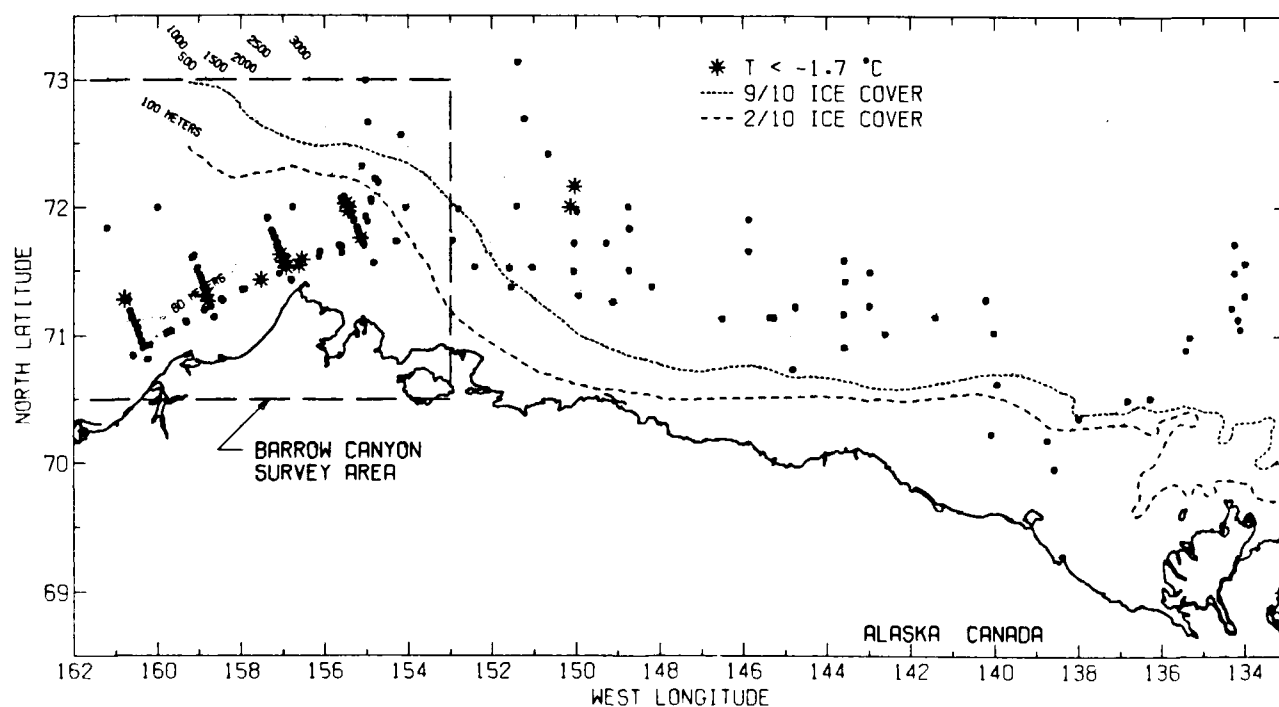 1000
500
1500
2000
2500
3000
100 METERS
80 METERS
T < -1.7 °C
9/10 ICE COVER
2/10 ICE COVER
73
72
71
70
69
NORTH LATITUDE
BARROW CANYON
SURVEY AREA
ALASKA CANADA
162 160 158 156 154 152 150 148 146 144 142 140 138 136 134
WEST LONGITUDE